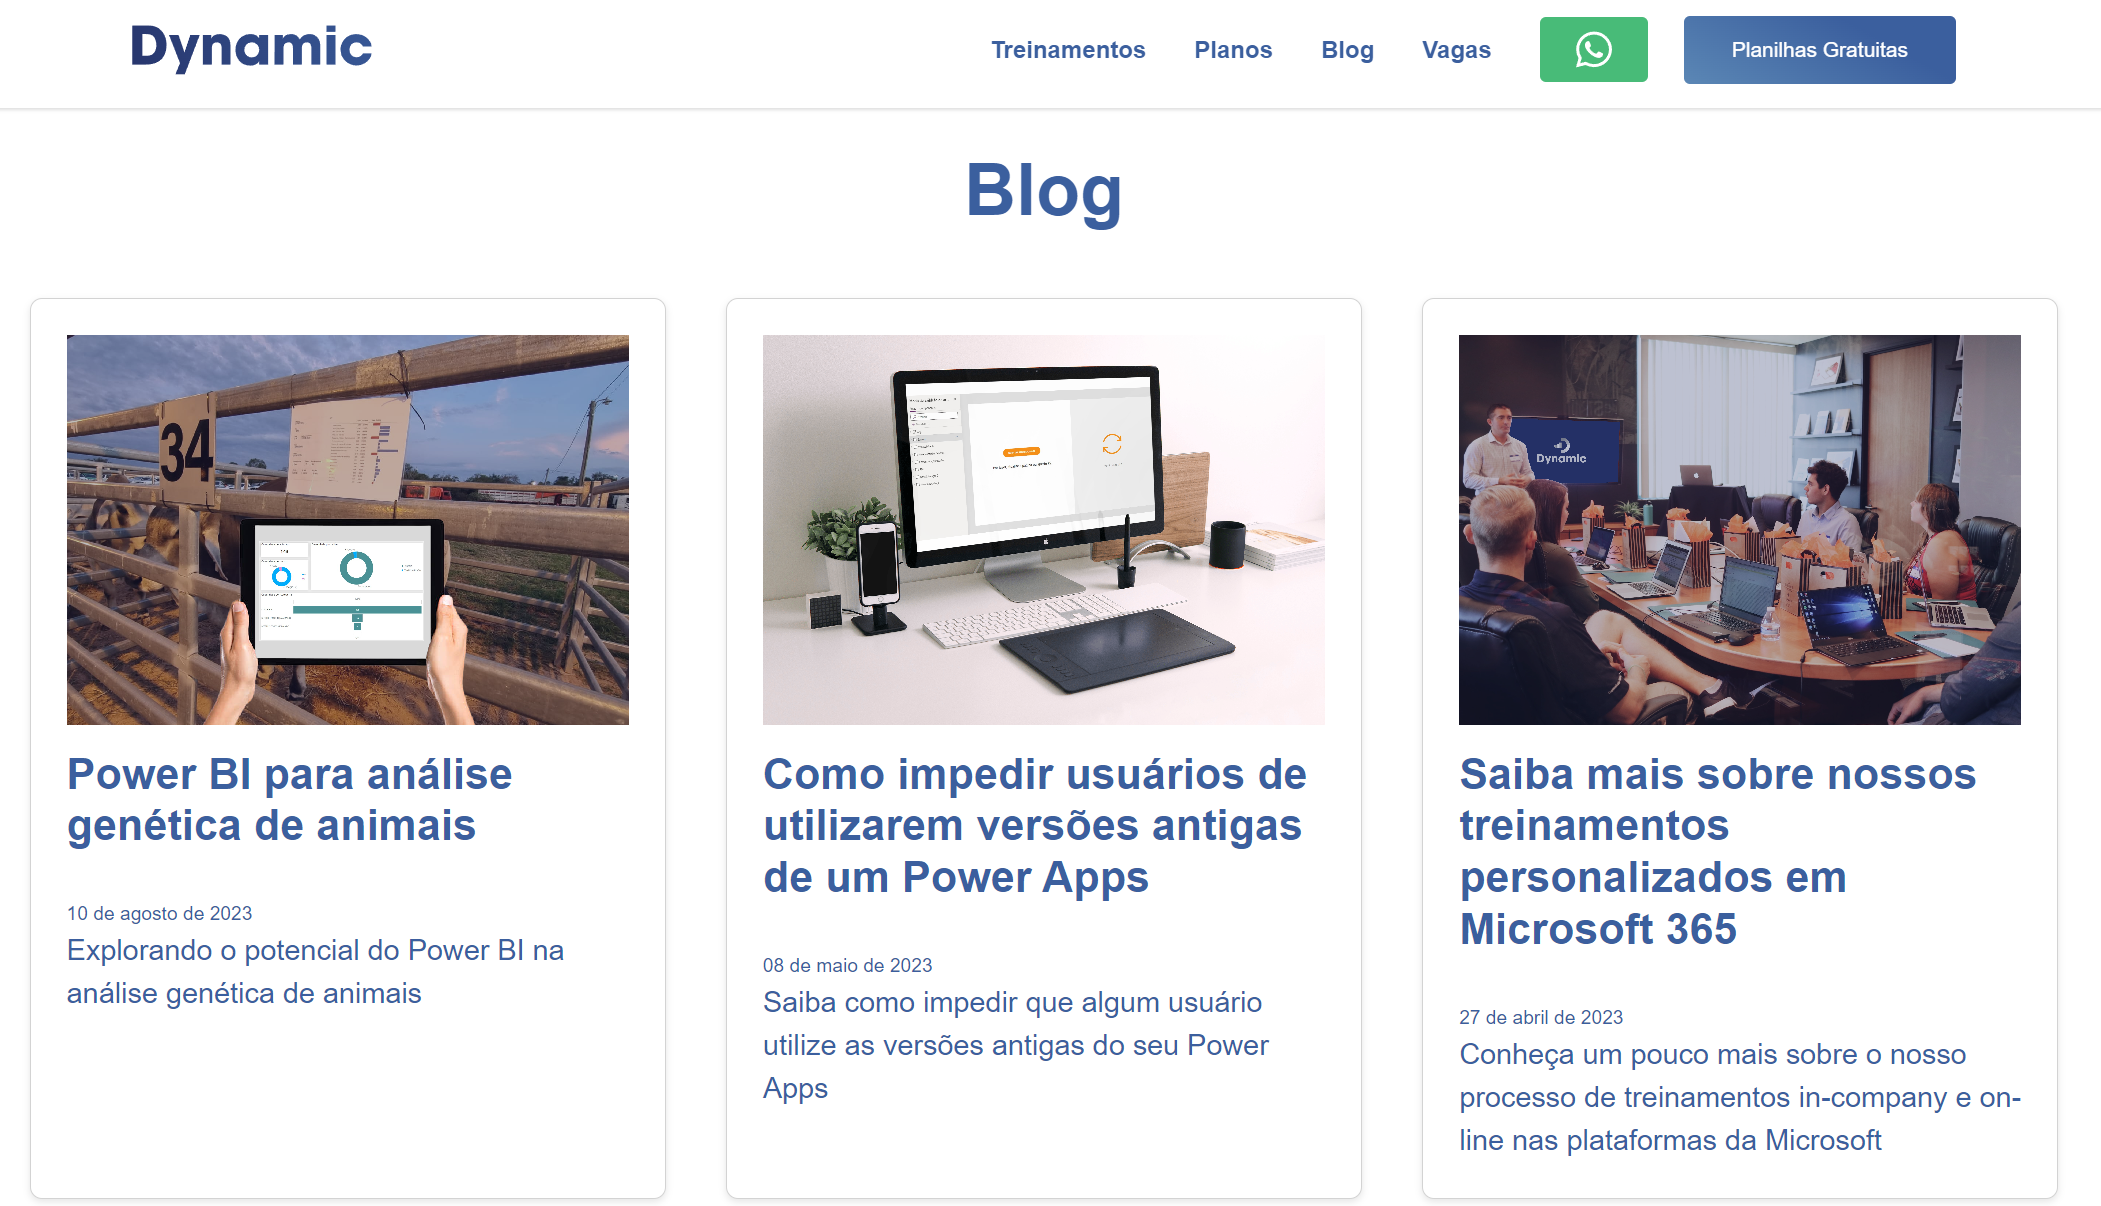 Dynamic
Treinamentos
Planos
Blog
Vagas
Planilhas Gratuitas
Blog
34
Dynamic
Power BI para análise
genética de animais
10 de agosto de 2023
Explorando o potencial do Power BI na
análise genética de animais
Como impedir usuários de
utilizarem versões antigas
de um Power Apps
08 de maio de 2023
Saiba como impedir que algum usuário
utilize as versões antigas do seu Power
Apps
Saiba mais sobre nossos
treinamentos
personalizados em
Microsoft 365
27 de abril de 2023
Conheça um pouco mais sobre o nosso
processo de treinamentos in-company e on-
line nas plataformas da Microsoft